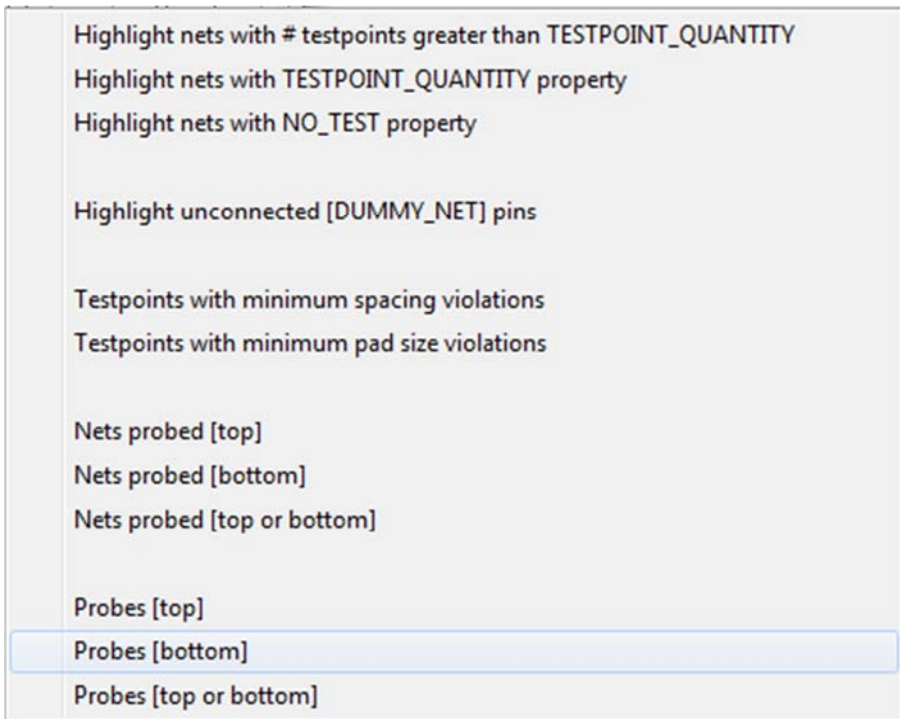 Highlight nets with # testpoints greater than TESTPOINT_QUANTITY
Highlight nets with TESTPOINT_QUANTITY property
Highlight nets with NO_TEST property
Highlight unconnected [DUMMY_NET] pins
Testpoints with minimum spacing violations
Testpoints with minimum pad size violations
Nets probed [top]
Nets probed [bottom]
Nets probed [top or bottom]
Probes [top]
Probes [bottom]
Probes [top or bottom]